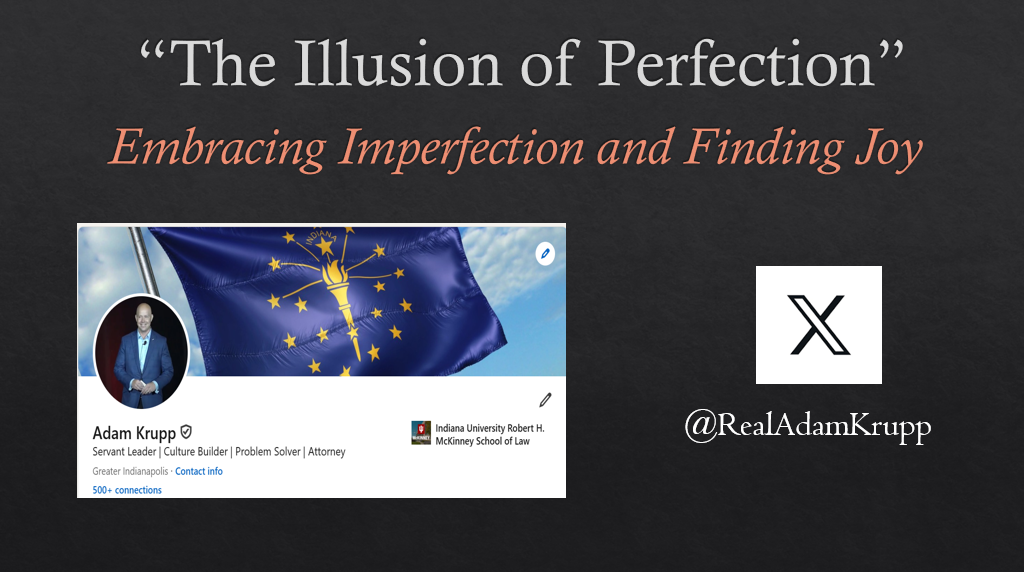 “The Illusion of Perfection”
Embracing Imperfection and Finding Joy
INDIANA
Adam Krupp
Servant Leader | Culture Builder | Problem Solver | Attorney
Greater Indianapolis · Contact info
500+ connections
Indiana University Robert H.
McKinney School of Law
X
@RealAdamKrupp